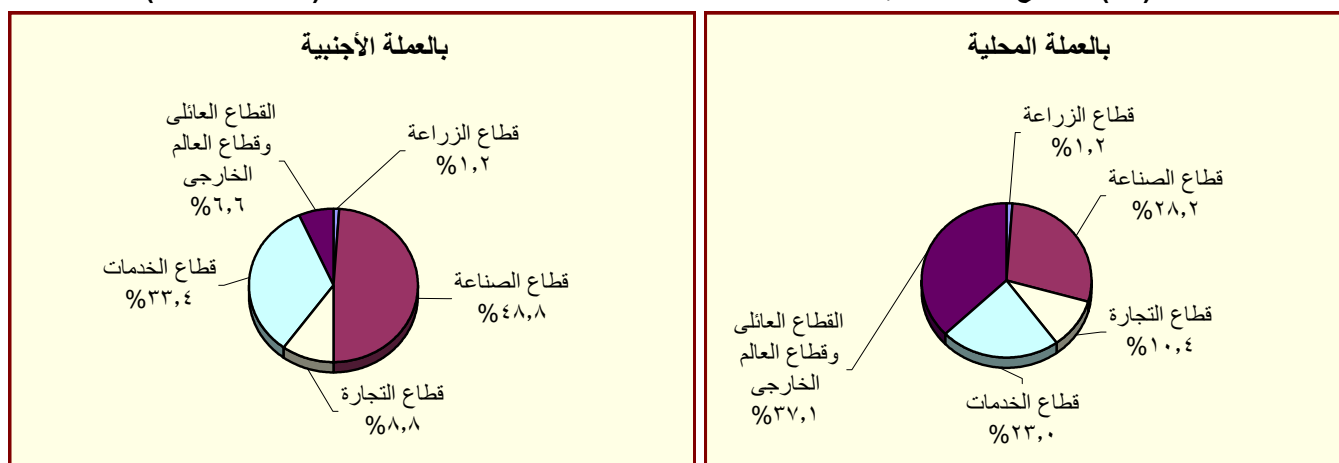 بالعملة المحلية
قطاع الزراعة
%١,٢
قطاع الصناعة
%٢٨,٢
قطاع التجارة
%١٠,٤
قطاع الخدمات
%٢٣,٠
القطاع العائلى
وقطاع العالم
الخارجى
%٣٧,١
بالعملة الأجنبية
قطاع الزراعة
%١,٢
قطاع الصناعة
%٤٨,٨
قطاع التجارة
%٨,٨
قطاع الخدمات
%٣٣,٤
القطاع العائلى
وقطاع العالم
الخارجى
%٦,٦